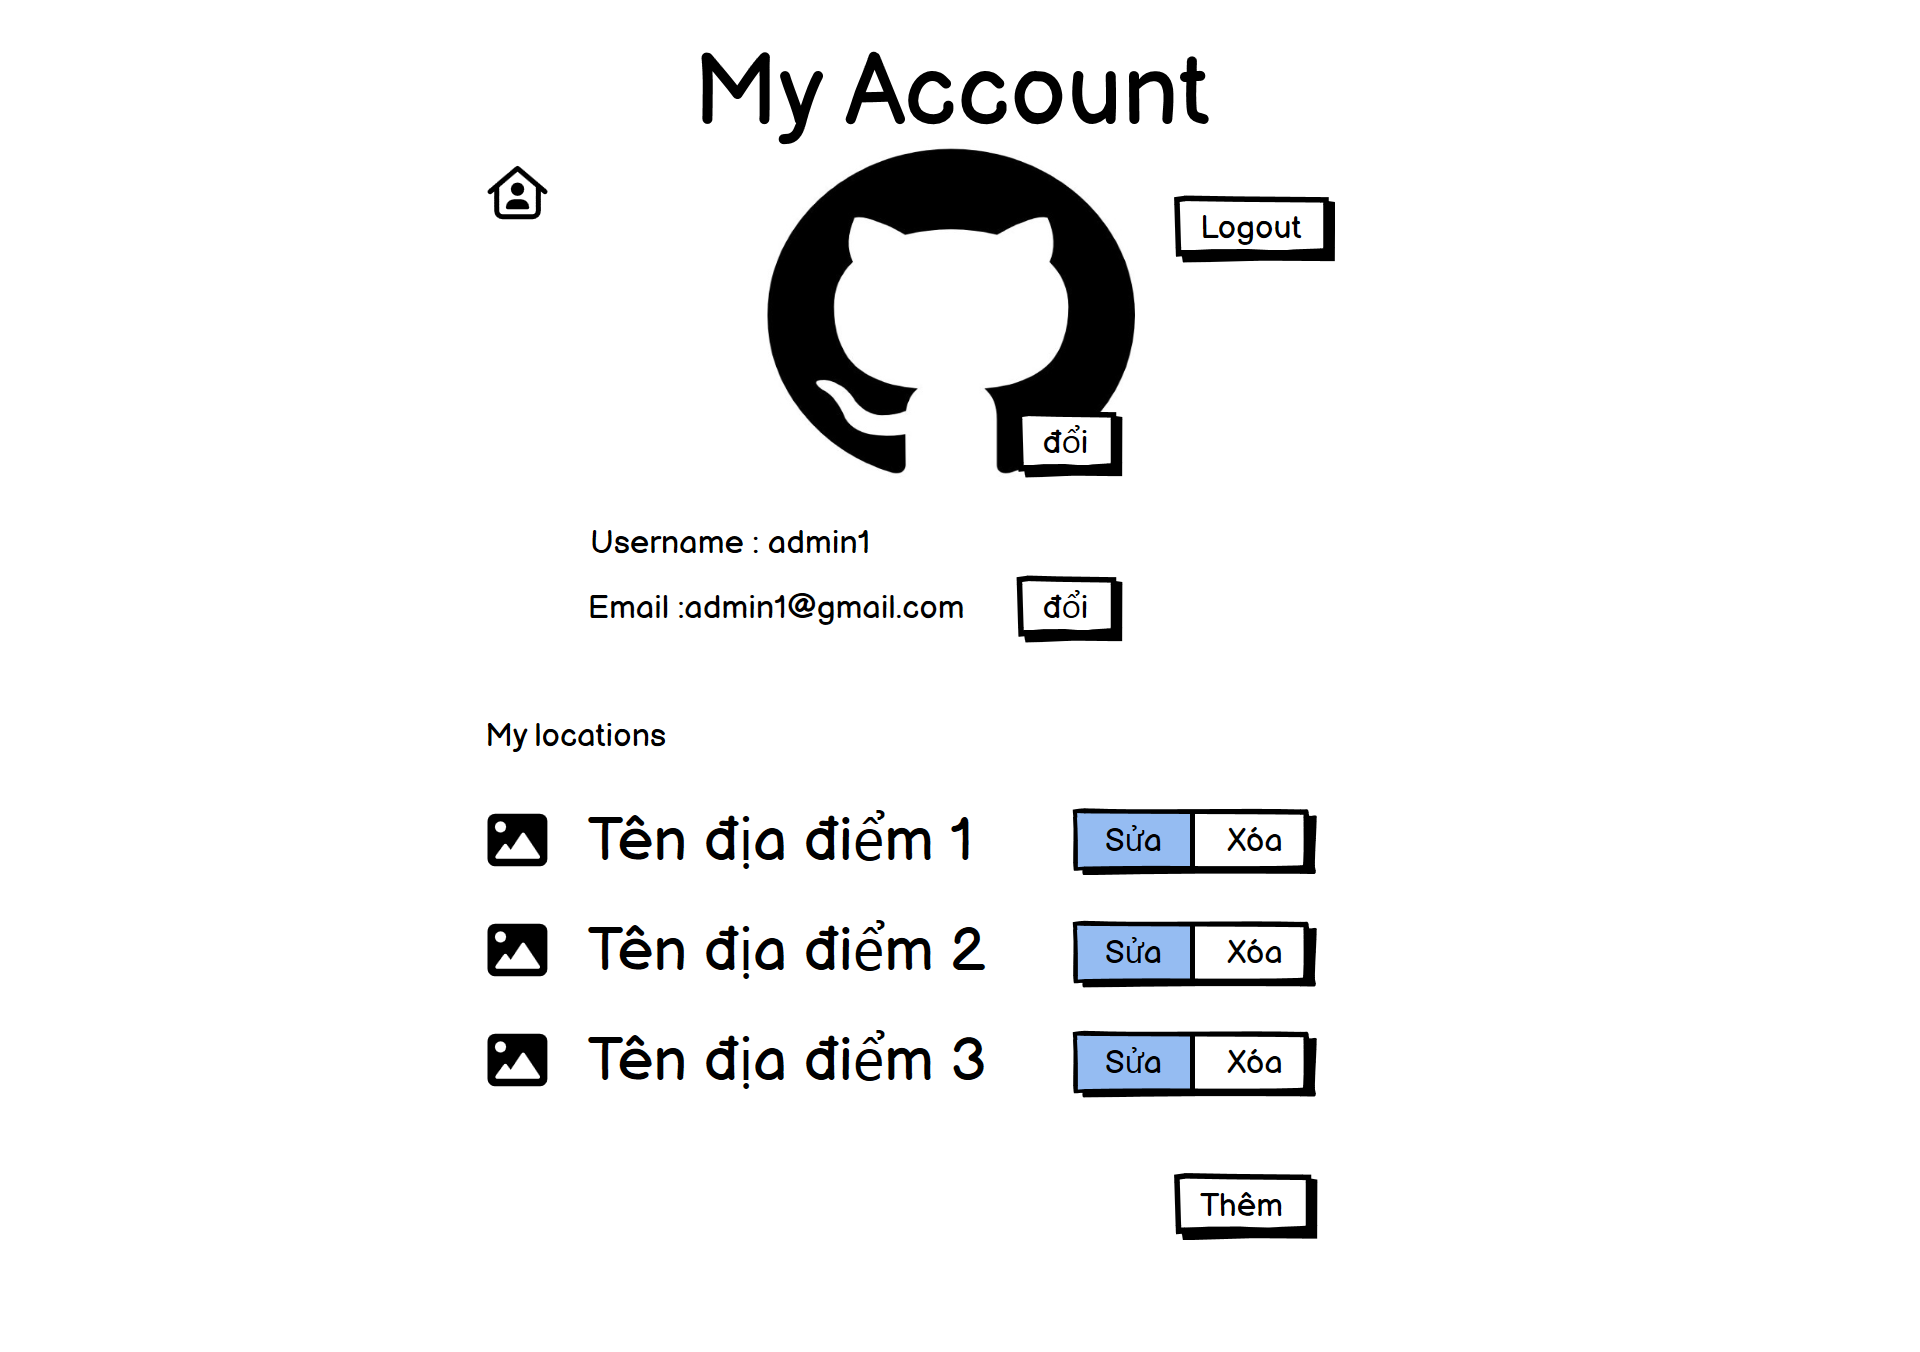 My Account
Logout
đổi
Username : admin1
Email :admin1@gmail.com
đổi
My locations
Tên địa điểm 1
Sửa
Xóa
Tên địa điểm 2
Sửa
Xóa
Tên địa điểm 3
Sửa
Xóa
Thêm